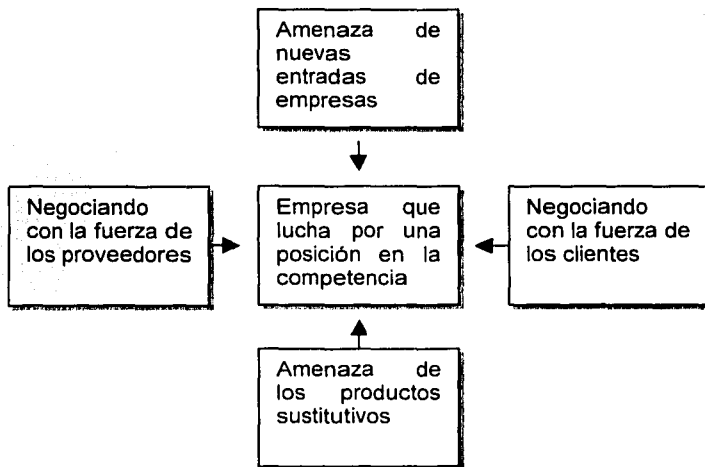 Amenaza de
nuevas
entradas de
empresas
Negociando
con la fuerza de
los proveedores
Empresa que
lucha por una
posición en la
competencia
Negociando
con la fuerza de
los clientes
Amenaza de
los productos
sustitutivos